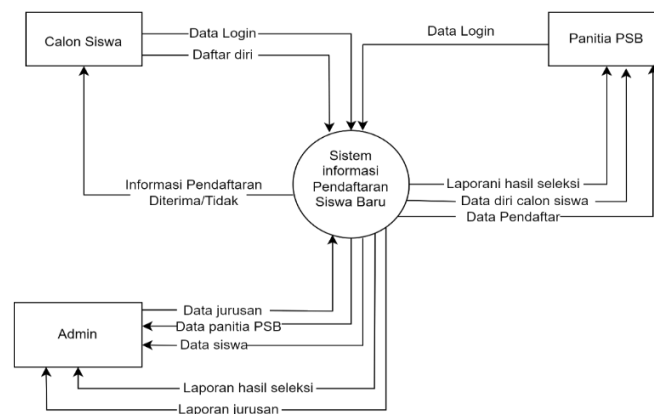 Calon Siswa
Data Login
Daftar diri
Data Login
Panitia PSB
Sistem
informasi
Pendaftaran
Siswa Baru
Informasi Pendaftaran
Diterima/Tidak
Laporani hasil seleksi
Data diri calon siswa
Data Pendaftar
Admin
Data jurusan
Data panitia PSB
Data siswa
Laporan hasil seleksi
Laporan jurusan